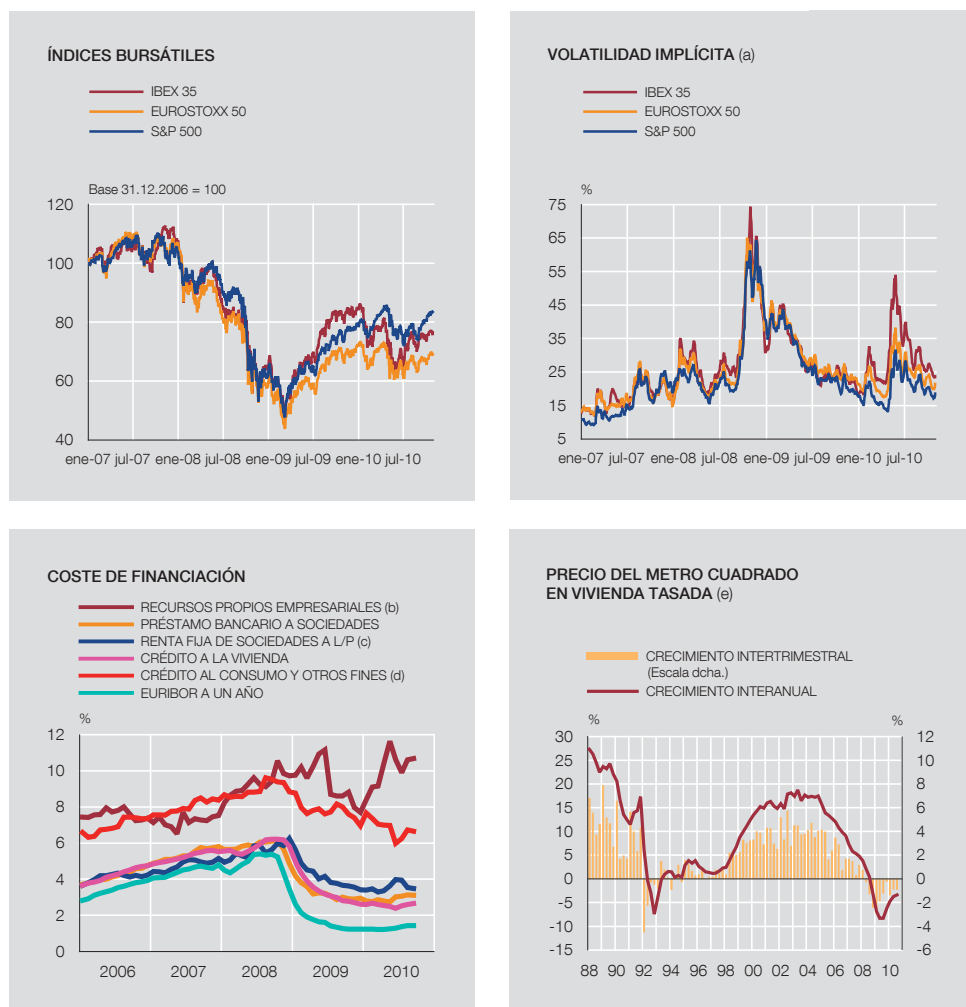 ÍNDICES BURSÁTILES
IBEX 35
EUROSTOXX 50
S&P 500
Base 31.12.2006 = 100
120
100
80
60
40
ene-07 jul-07 ene-08 jul-08 ene-09 jul-09 ene-10 jul-10
VOLATILIDAD IMPLÍCITA (a)
IBEX 35
EUROSTOXX 50
S&P 500
%
75
65
55
45
35
25
15
5
ene-07 jul-07 ene-08 jul-08 ene-09 jul-09 ene-10 jul-10
COSTE DE FINANCIACIÓN
RECURSOS PROPIOS EMPRESARIALES (b)
PRÉSTAMO BANCARIO A SOCIEDADES
RENTA FIJA DE SOCIEDADES A L/P (c)
CRÉDITO A LA VIVIENDA
CRÉDITO AL CONSUMO Y OTROS FINES (d)
EURIBOR A UN AÑO
%
12
10
8
6
4
2
0
2006 2007 2008 2009 2010
PRECIO DEL METRO CUADRADO
EN VIVIENDA TASADA (e)
CRECIMIENTO INTERTRIMESTRAL
(Escala dcha.)
CRECIMIENTO INTERANUAL
% %
30 12
25 10
20 8
15 6
10 4
5 2
0 0
-5 -2
-10 -4
-15 -6
88 90 92 94 96 98 00 02 04 06 08 10